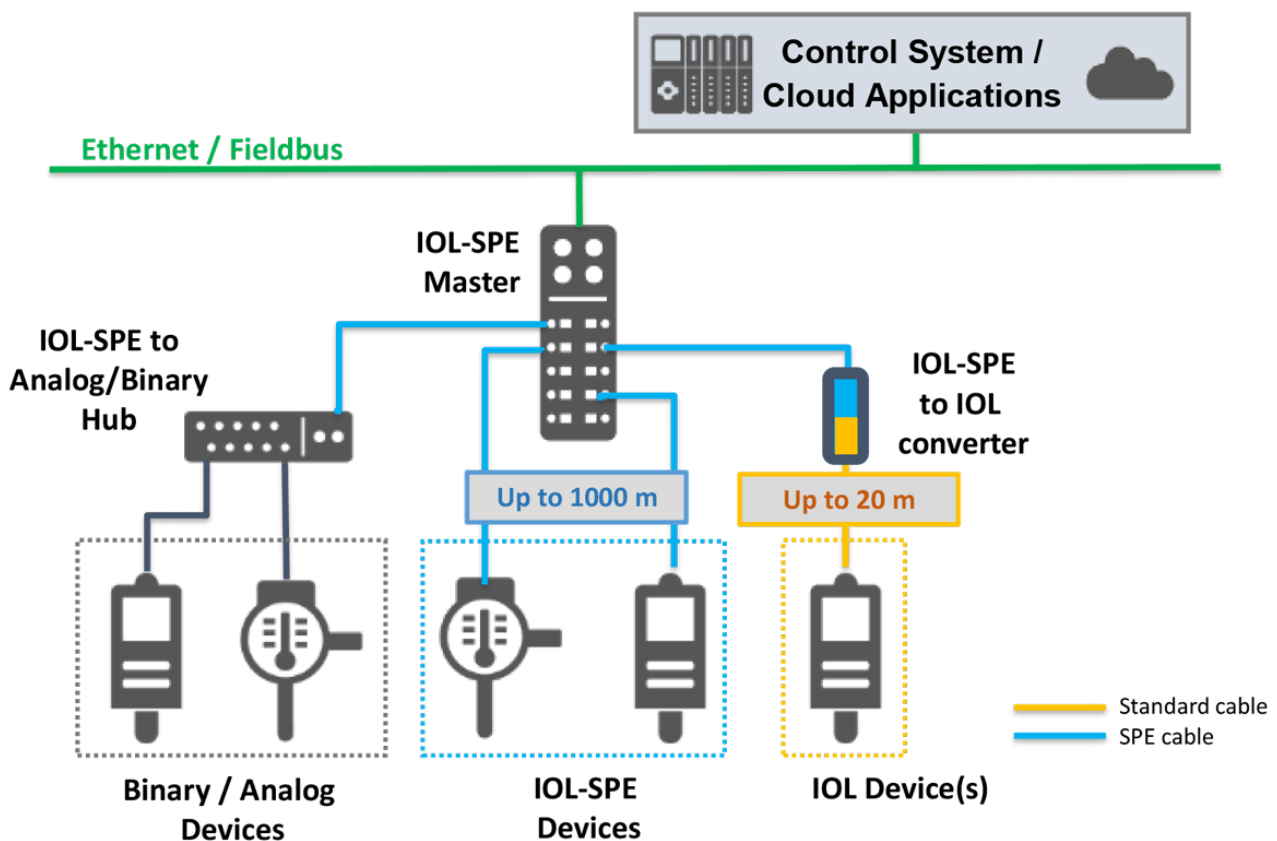 Control System /
Cloud Applications
Ethernet / Fieldbus
IOL-SPE
Master
IOL-SPE to
Analog/Binary
Hub
IOL-SPE
to IOL
converter
Up to 1000 m
Up to 20 m
Standard cable
SPE cable
Binary / Analog
Devices
IOL-SPE
Devices
IOL Device(s)